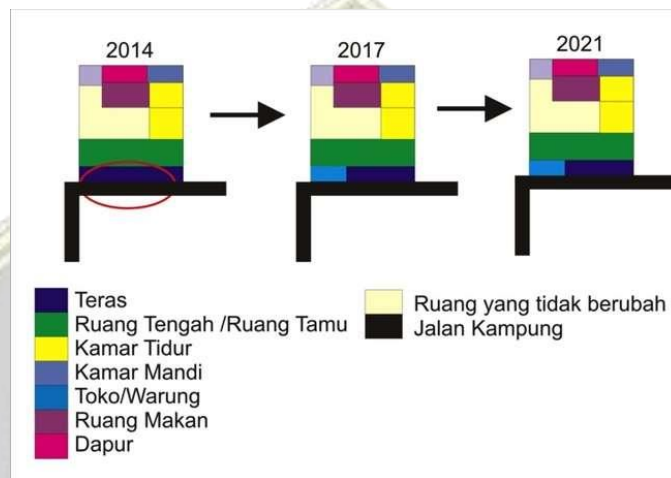 2014
2017
2021
Teras
Ruang Tengah /Ruang Tamu
Kamar Tidur
Kamar Mandi
Toko/Warung
Ruang Makan
Dapur
Ruang yang tidak berubah
Jalan Kampung